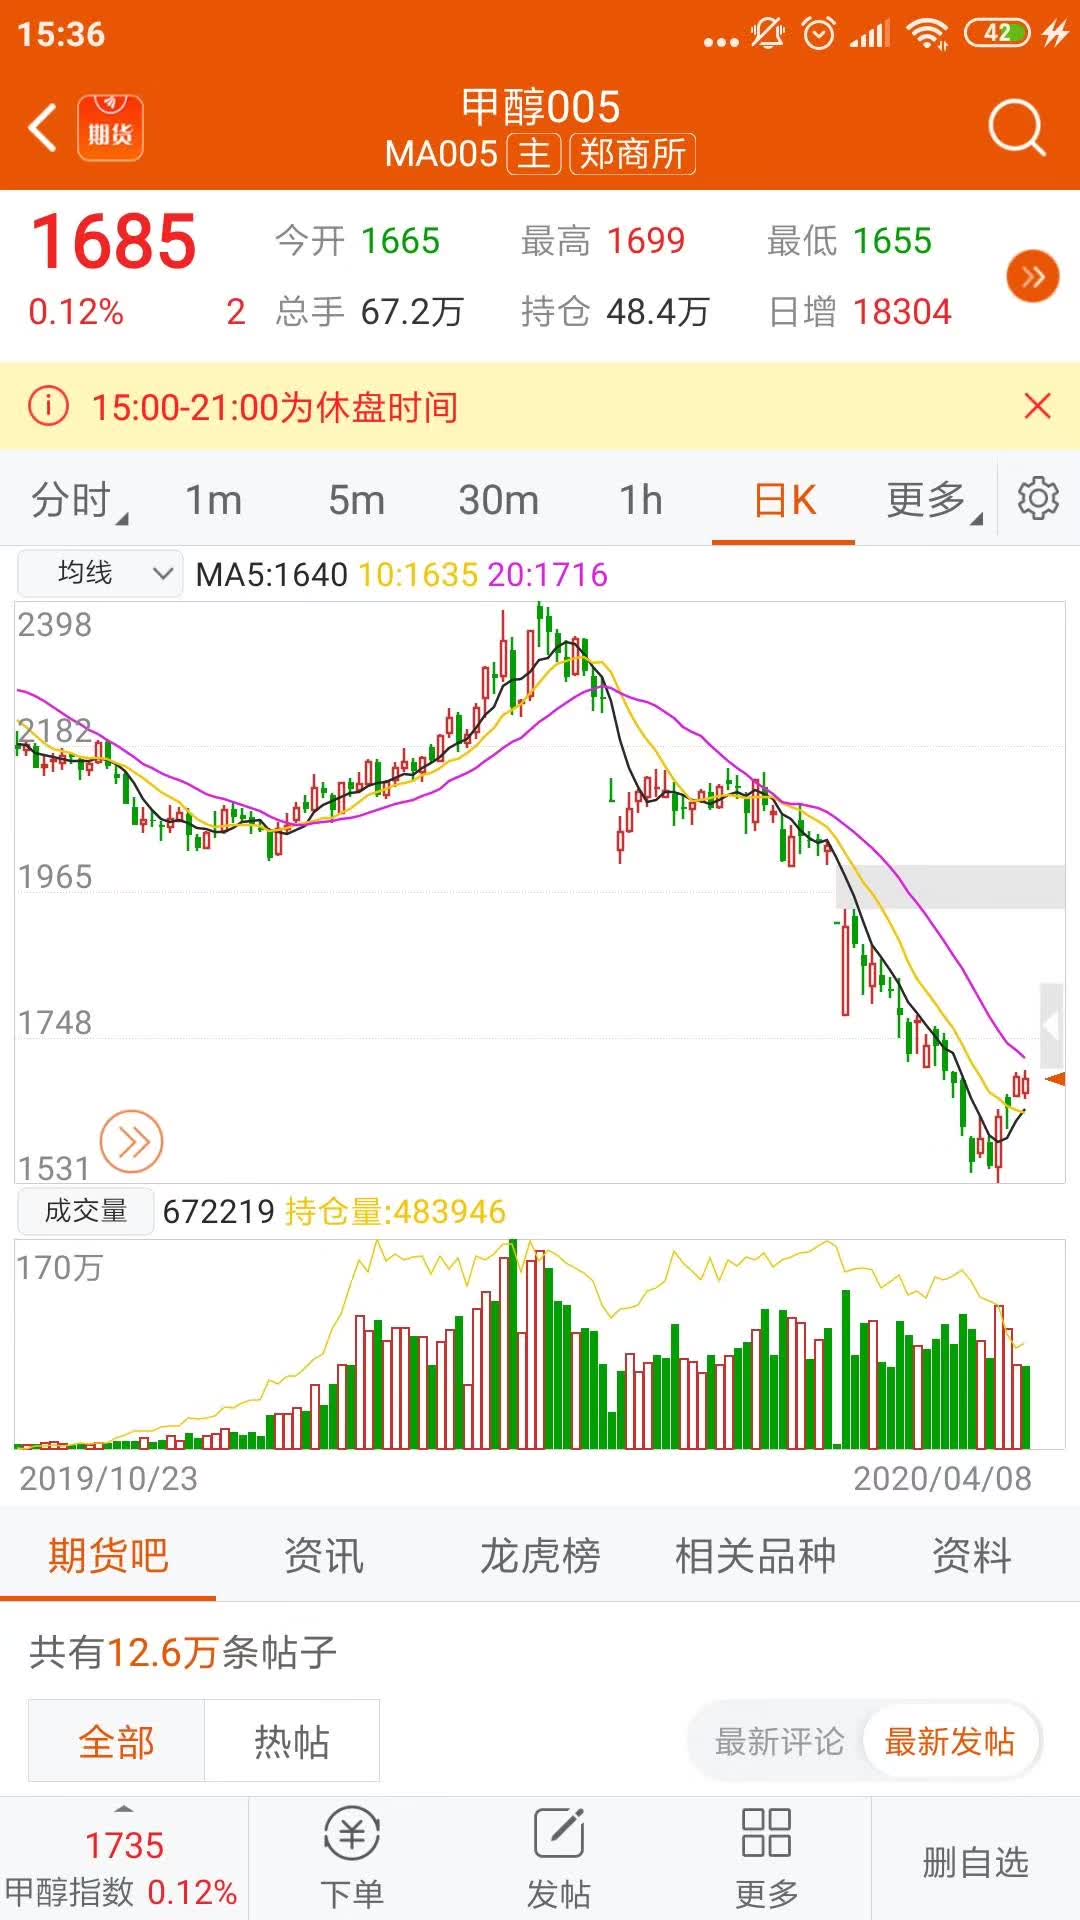 15:36
42
期货
甲醇005
MA005 主 郑商所
1685 今开 1665 最高 1699 最低 1655
0.12% 2 总手 67.2万 持仓 48.4万 日增 18304
15:00-21:00为休盘时间
分时 1m 5m 30m 1h 日K 更多
均线 MA5:1640 10:1635 20:1716
2398
2182
1965
1748
1531
成交量 672219 持仓量:483946
170万
2019/10/23 2020/04/08
期货吧 资讯 龙虎榜 相关品种 资料
共有12.6万条帖子
全部 热帖 最新评论 最新发帖
1735
甲醇指数 0.12% 下单 发帖 更多 删自选